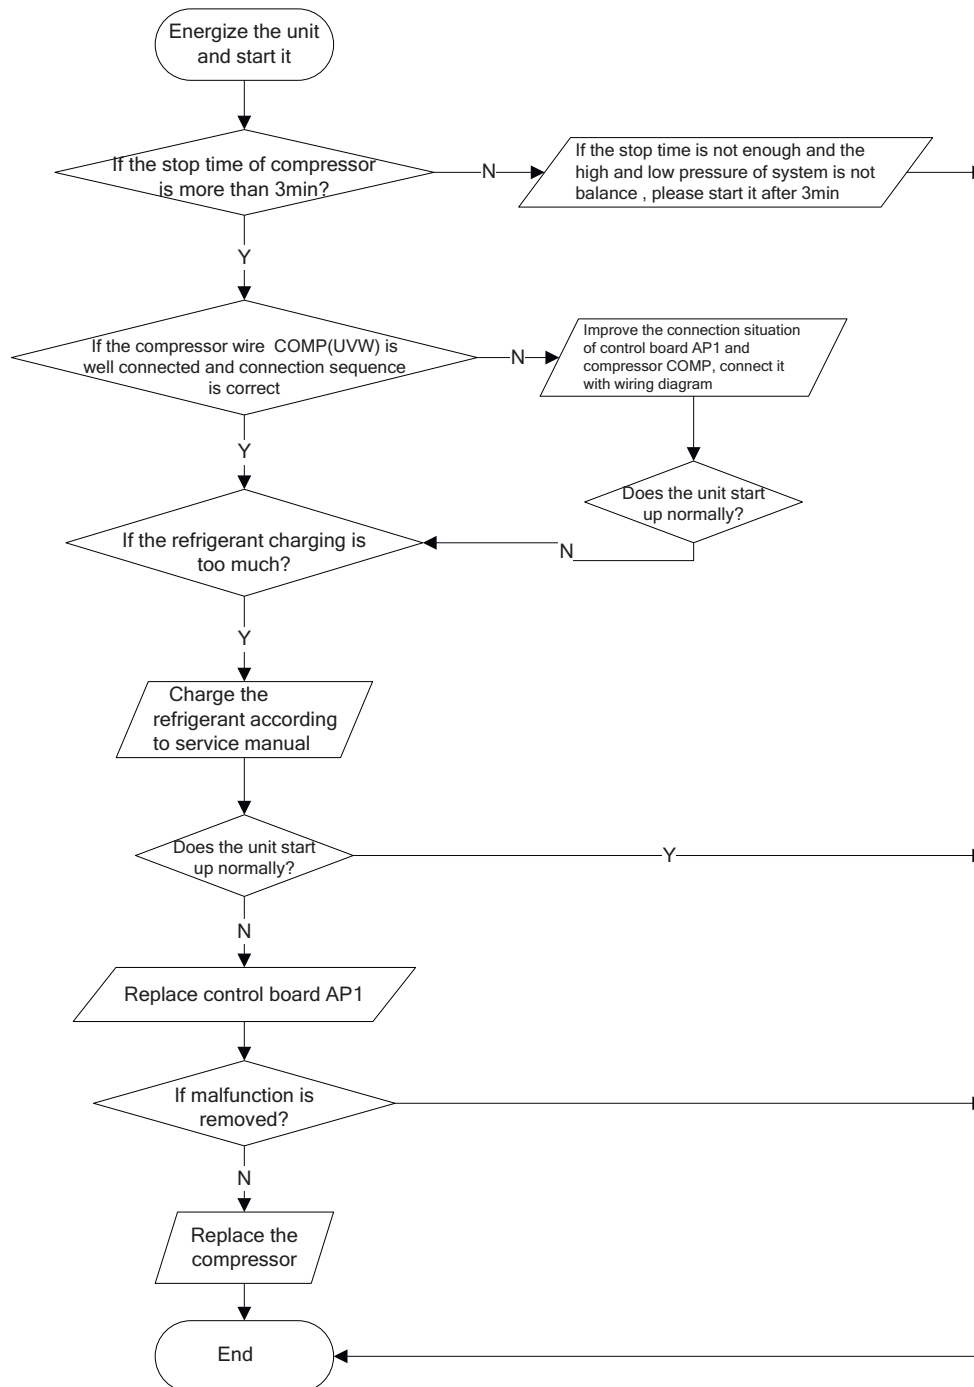 Energize the unit
and start it
If the stop time of compressor
is more than 3min?
N
If the stop time is not enough and the
high and low pressure of system is not
balance , please start it after 3min
Y
If the compressor wire  COMP(UVW) is
well connected and connection sequence
is correct
N
Improve the connection situation
of control board AP1 and
compressor COMP, connect it
with wiring diagram
Y
Does the unit start
up normally?
If the refrigerant charging is
too much?
N
Y
Charge the
refrigerant according
to service manual
Does the unit start
up normally?
Y
N
Replace control board AP1
If malfunction is
removed?
N
Replace the
compressor
End